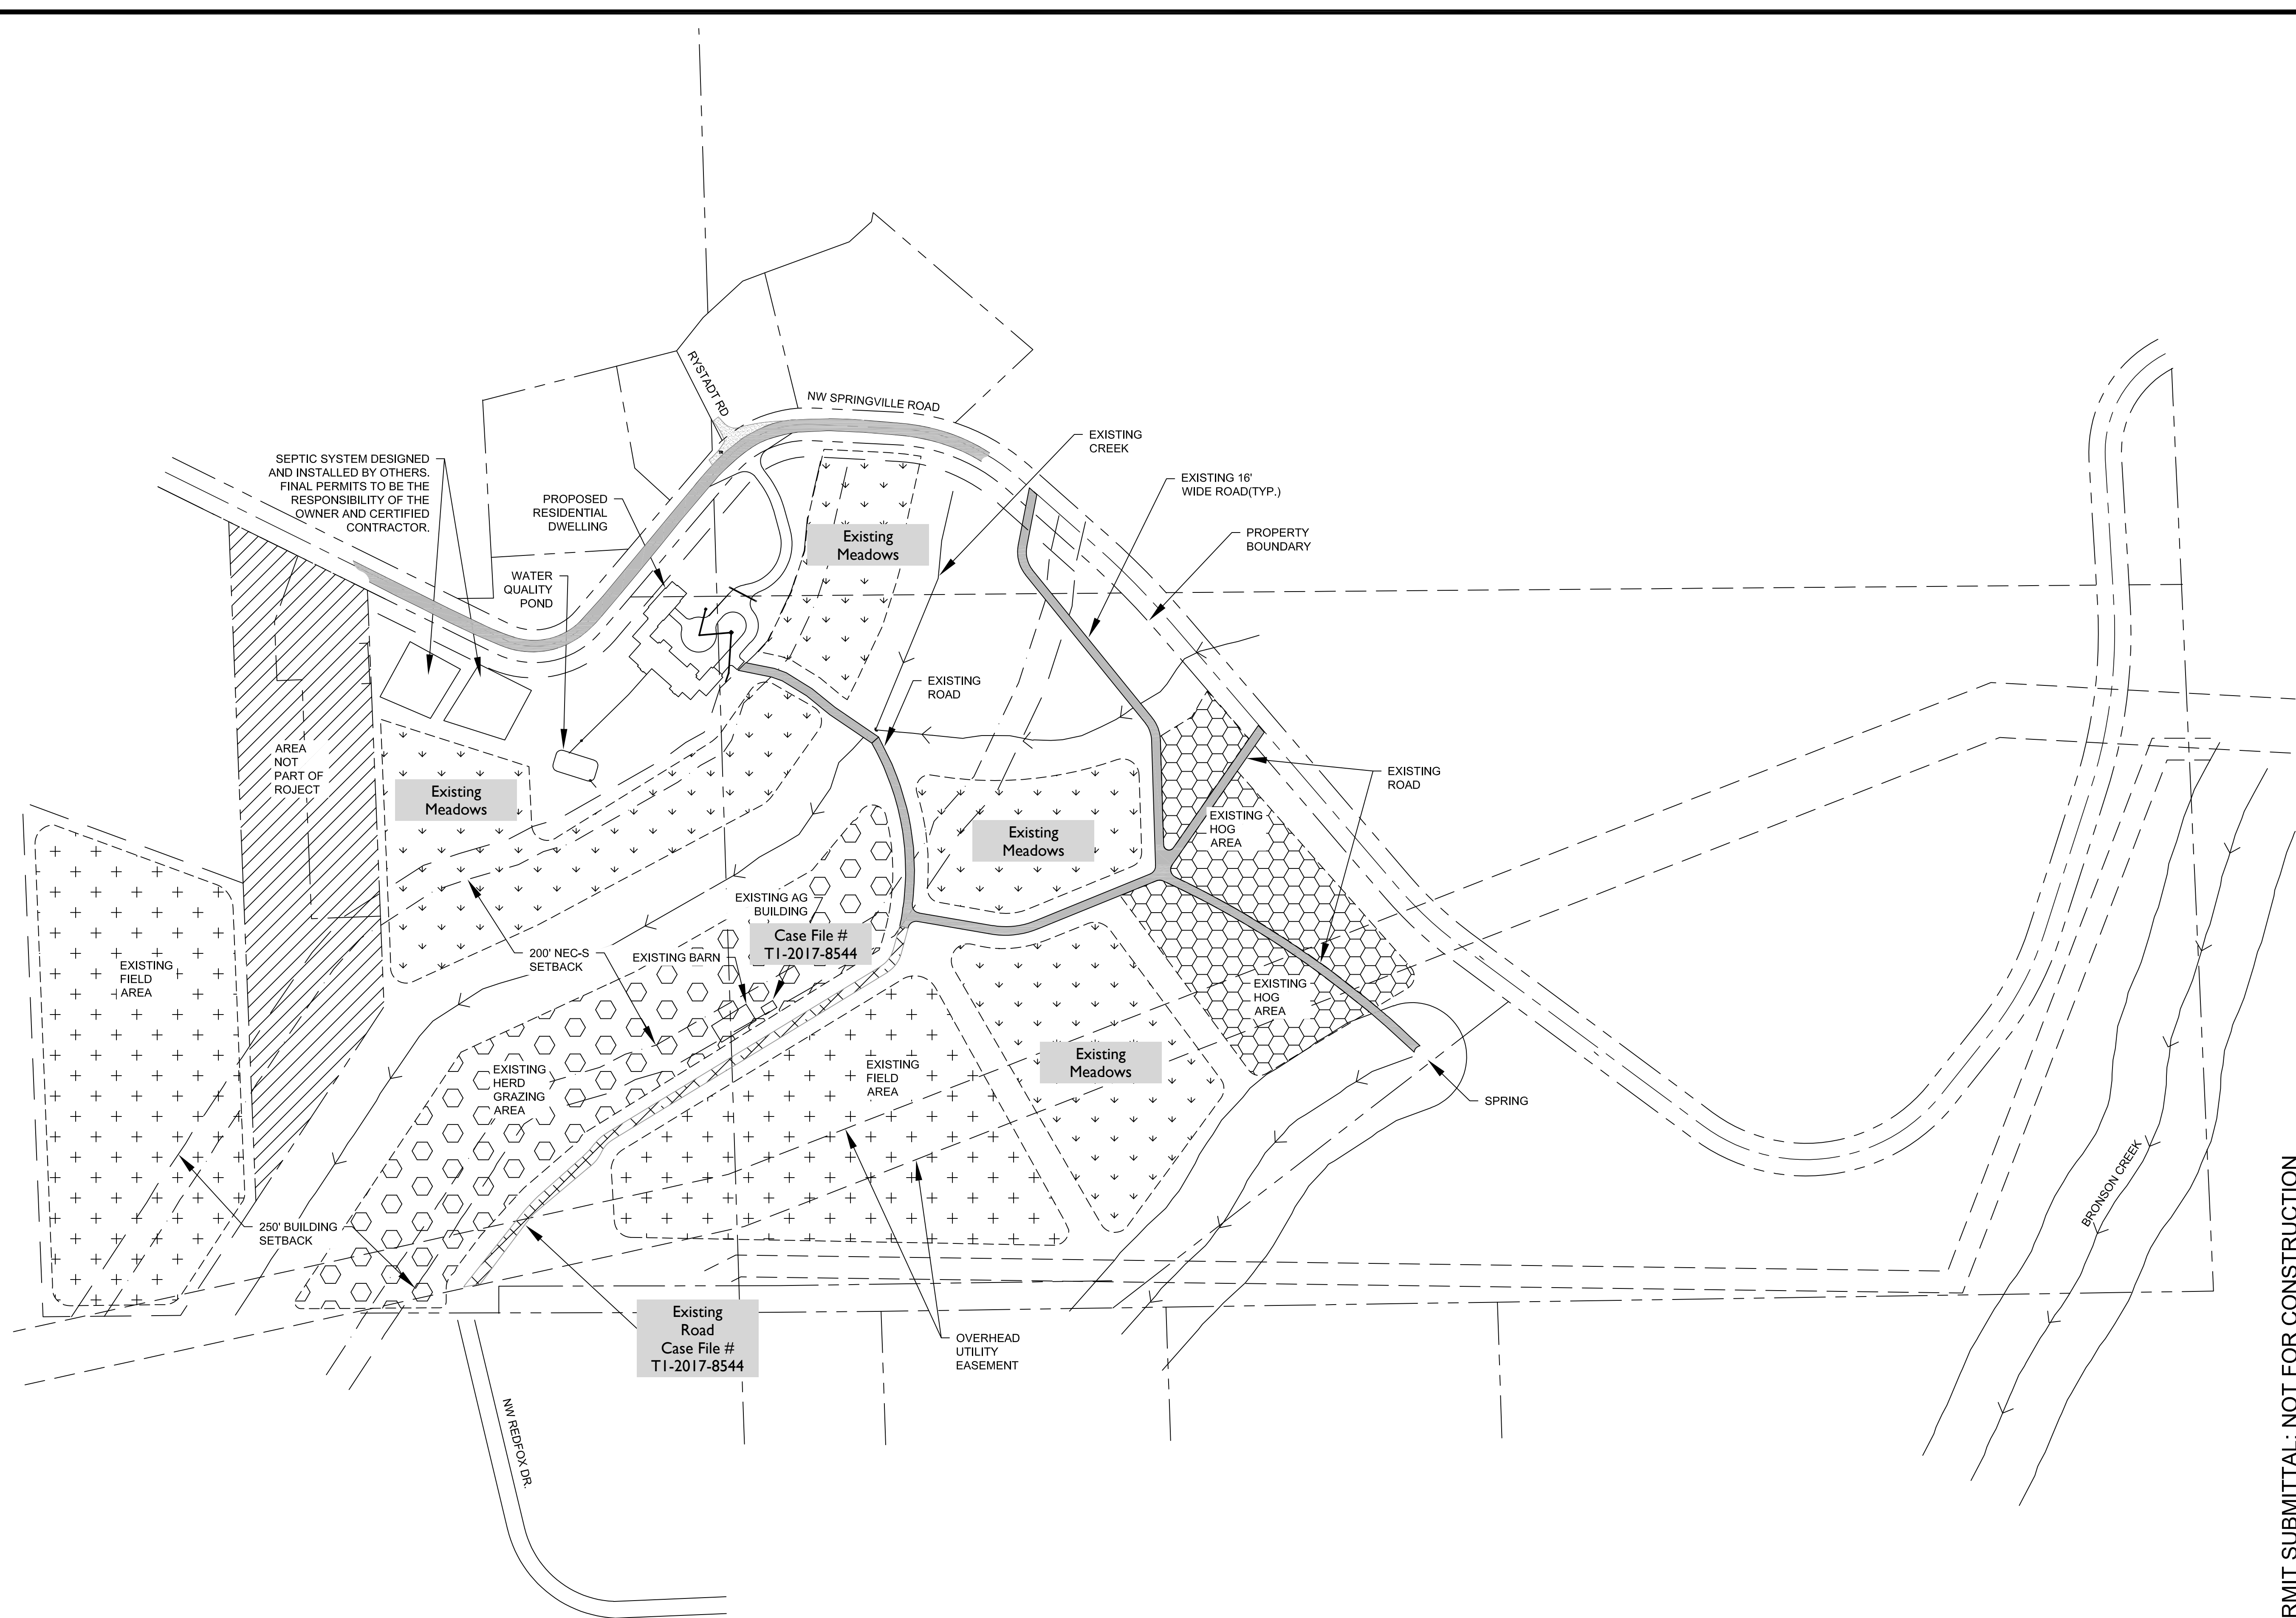 RYSTADT RD
NW SPRINGVILLE ROAD
EXISTING
CREEK
SEPTIC SYSTEM DESIGNED
AND INSTALLED BY OTHERS.
FINAL PERMITS TO BE THE
RESPONSIBILITY OF THE
OWNER AND CERTIFIED
CONTRACTOR.
PROPOSED
RESIDENTIAL
DWELLING
EXISTING 16'
WIDE ROAD(TYP.)
PROPERTY
BOUNDARY
Existing
Meadows
WATER
QUALITY
POND
EXISTING
ROAD
AREA
NOT
PART OF
ROJECT
Existing
Meadows
EXISTING
ROAD
EXISTING
HOG
AREA
Existing
Meadows
EXISTING AG
BUILDING
Case File #
T1-2017-8544
200' NEC-S
SETBACK
EXISTING BARN
EXISTING
FIELD
AREA
EXISTING
HOG
AREA
EXISTING
HERD
GRAZING
AREA
EXISTING
FIELD
AREA
Existing
Meadows
SPRING
BRONSON CREEK
250' BUILDING
SETBACK
Existing
Road
Case File #
T1-2017-8544
OVERHEAD
UTILITY
EASEMENT
NW REDFOX DR.
RMIT SUBMITTAL: NOT FOR CONSTRUCTION